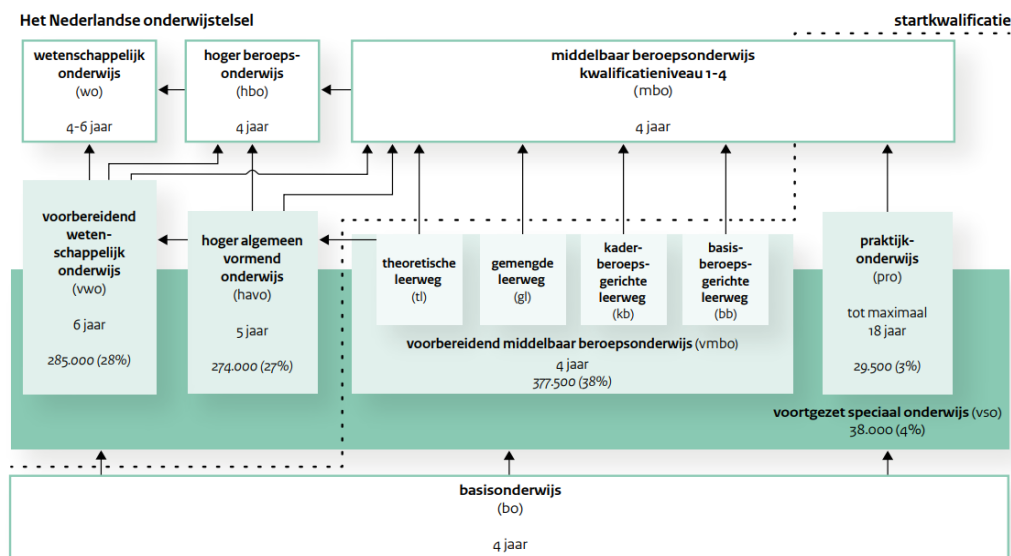 Het Nederlandse onderwijstelsel
startkwalificatie
wetenschappelijk
onderwijs
(wo)
4-6 jaar
hoger beroeps-
onderwijs
(hbo)
4 jaar
middelbaar beroepsonderwijs
kwalificatieniveau 1-4
(mbo)
4 jaar
voorbereidend
weten-
schappelijk
onderwijs
(vwo)
6 jaar
285.000 (28%)
hoger algemeen
vormend
onderwijs
(havo)
5 jaar
274.000 (27%)
theoretische
leerweg
(tl)
gemengde
leerweg
(gl)
kader-
beroeps-
gerichte
leerweg
(kb)
basis-
beroeps-
gerichte
leerweg
(bb)
voorbereidend middelbaar beroepsonderwijs (vmbo)
4 jaar
377.500 (38%)
praktijk-
onderwijs
(pro)
tot maximaal
18 jaar
29.500 (3%)
voortgezet speciaal onderwijs (vso)
38.000 (4%)
basisonderwijs
(bo)
4 jaar